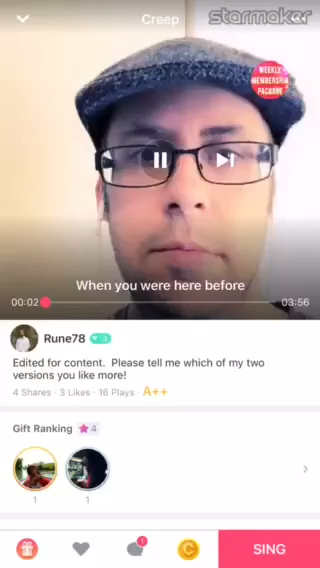 Creep
starmaker
WEEKLY
MEMBERSHIP
PACKAGE
When you were here before
00:02
03:56
Rune78 3
Edited for content. Please tell me which of my two
versions you like more!
4 Shares · 3 Likes · 16 Plays · A++
Gift Ranking 4
1
1
1
SING